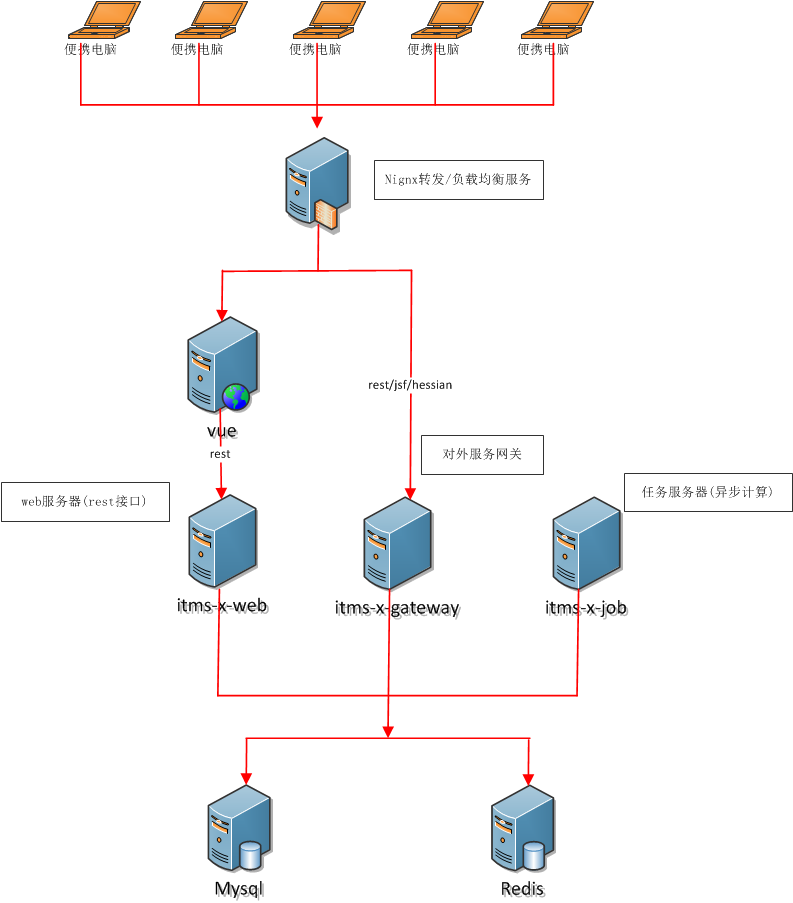 便携电脑
便携电脑
便携电脑
便携电脑
便携电脑
Nignx转发/负载均衡服务
rest/jsf/hessian
vue
rest
对外服务网关
web服务器(rest接口)
任务服务器(异步计算)
itms-x-web
itms-x-gateway
itms-x-job
Mysql
Redis